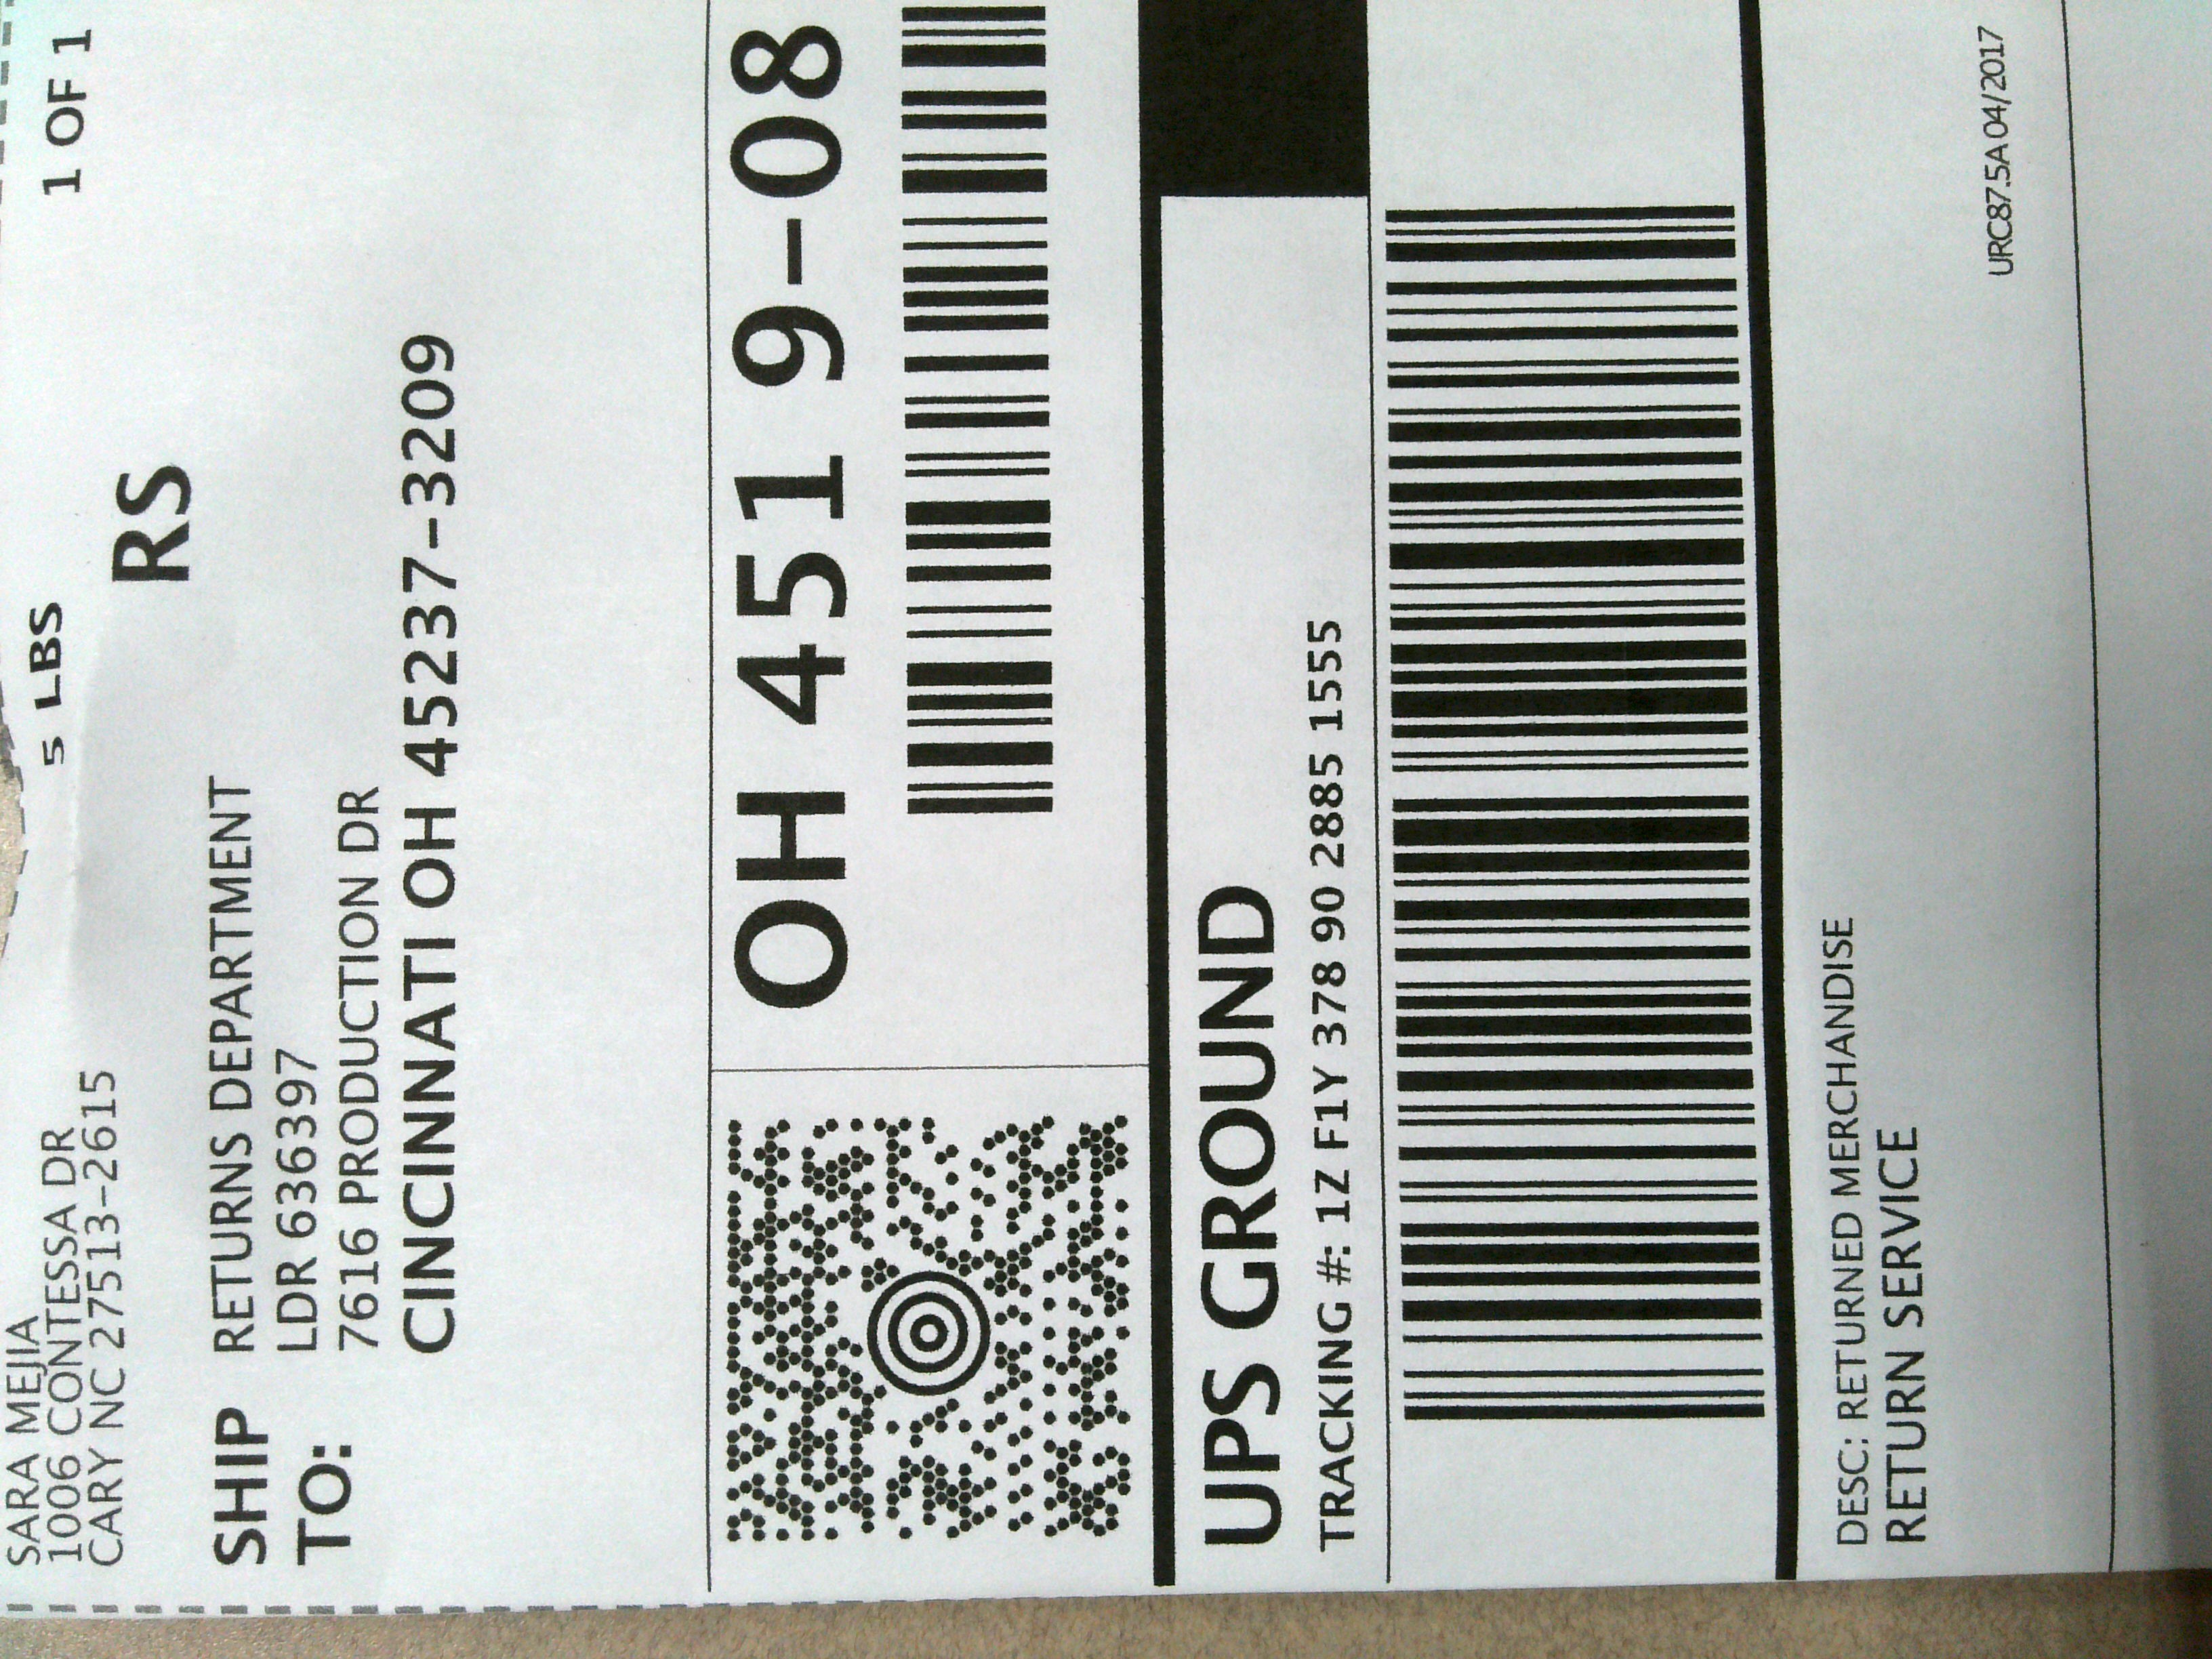 SARA MEJIA
1006 CONTESSA DR
CARY NC 27513-2615
5 LBS
1 OF 1
RS
SHIP TO:
RETURNS DEPARTMENT
LDR 636397
7616 PRODUCTION DR
CINCINNATI OH 45237-3209
OH 451 9-08
UPS GROUND
TRACKING #: 1Z F1Y 378 90 2885 1555
DESC: RETURNED MERCHANDISE
RETURN SERVICE
URC87.5A 04/2017